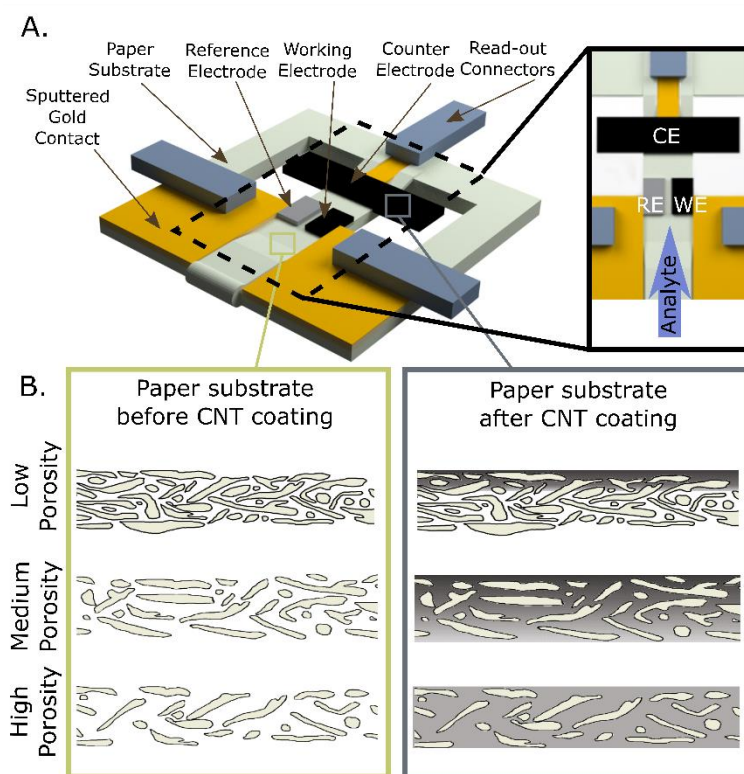 A.
Paper
Substrate
Reference
Electrode
Working
Electrode
Counter
Electrode
Read-out
Connectors
Sputtered
Gold
Contact
CE
RE
WE
Analyte
B.
Paper substrate
before CNT coating
Paper substrate
after CNT coating
Low
Porosity
Medium
Porosity
High
Porosity